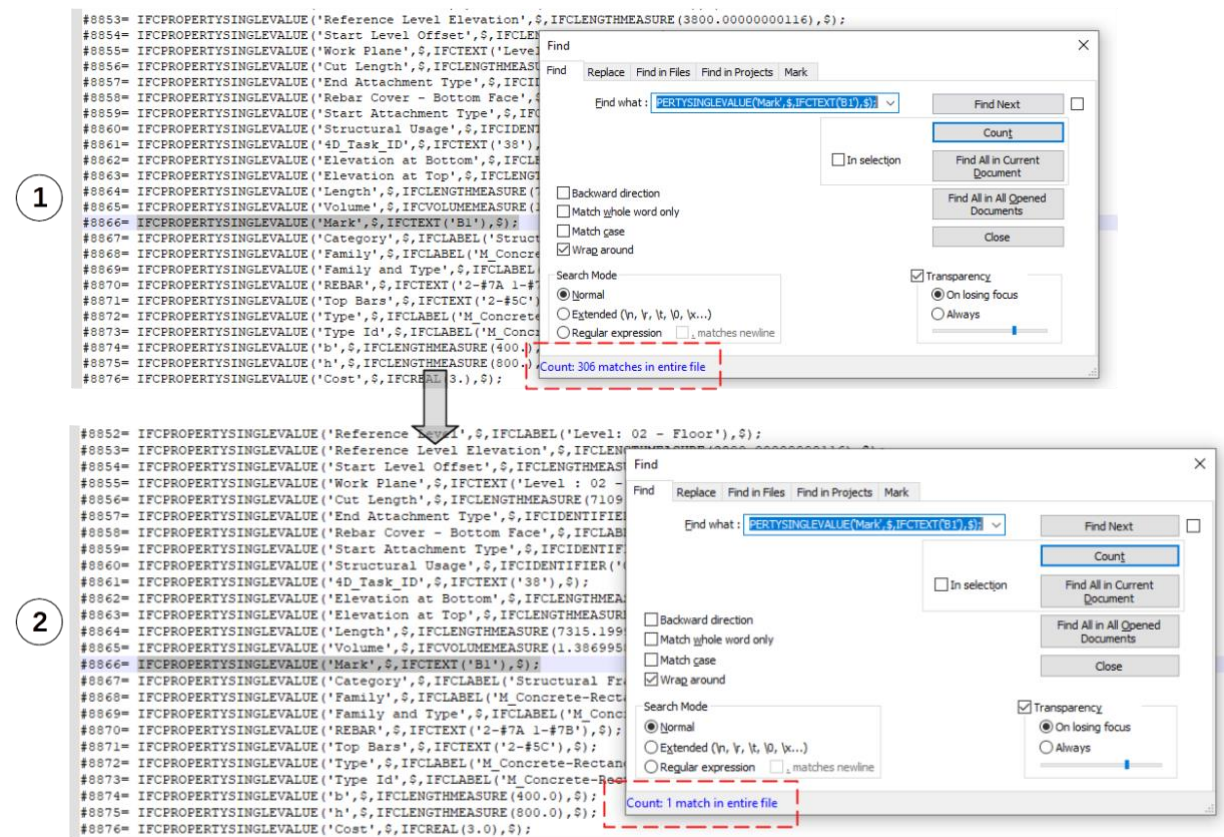 1
#8853= IFCPROPERTYSINGLEVALUE('Reference Level Elevation',$,IFCLENGTHMEASURE(3800.00000000116),$);
#8854= IFCPROPERTYSINGLEVALUE('Start Level Offset',$,IFCLEN
#8855= IFCPROPERTYSINGLEVALUE('Work Plane',$,IFCTEXT('Level
#8856= IFCPROPERTYSINGLEVALUE('Cut Length',$,IFCLENGTHMEASU
#8857= IFCPROPERTYSINGLEVALUE('End Attachment Type',$,IFCID
#8858= IFCPROPERTYSINGLEVALUE('Rebar Cover - Bottom Face',$
#8859= IFCPROPERTYSINGLEVALUE('Start Attachment Type',$,IFC
#8860= IFCPROPERTYSINGLEVALUE('Structural Usage',$,IFCIDENT
#8861= IFCPROPERTYSINGLEVALUE('4D_Task_ID',$,IFCTEXT('38'),
#8862= IFCPROPERTYSINGLEVALUE('Elevation at Bottom',$,IFCLE
#8863= IFCPROPERTYSINGLEVALUE('Elevation at Top',$,IFCLENGT
#8864= IFCPROPERTYSINGLEVALUE('Length',$,IFCLENGTHMEASURE(7
#8865= IFCPROPERTYSINGLEVALUE('Volume',$,IFCVOLUMEMEASURE(1
#8866= IFCPROPERTYSINGLEVALUE('Mark',$,IFCTEXT('B1'),$);
#8867= IFCPROPERTYSINGLEVALUE('Category',$,IFCLABEL('Struct
#8868= IFCPROPERTYSINGLEVALUE('Family',$,IFCLABEL('M_Concre
#8869= IFCPROPERTYSINGLEVALUE('Family and Type',$,IFCLABEL(
#8870= IFCPROPERTYSINGLEVALUE('REBAR',$,IFCTEXT('2-#7A 1-#7
#8871= IFCPROPERTYSINGLEVALUE('Top Bars',$,IFCTEXT('2-#5C')
#8872= IFCPROPERTYSINGLEVALUE('Type',$,IFCLABEL('M_Concrete
#8873= IFCPROPERTYSINGLEVALUE('Type Id',$,IFCLABEL('M_Concr
#8874= IFCPROPERTYSINGLEVALUE('b',$,IFCLENGTHMEASURE(400.),
#8875= IFCPROPERTYSINGLEVALUE('h',$,IFCLENGTHMEASURE(800.),
#8876= IFCPROPERTYSINGLEVALUE('Cost',$,IFCREAL(3.),$);
Find
Find Replace Find in Files Find in Projects Mark
Find what : PERTYSINGLEVALUE('Mark',$,IFCTEXT('B1'),$);
Find Next
Count
In selection
Find All in Current
Document
Find All in All Opened
Documents
Close
Backward direction
Match whole word only
Match case
Wrap around
Search Mode
Normal
Extended (\n, \r, \t, \0, \x...)
Regular expression . matches newline
Transparency
On losing focus
Always
Count: 306 matches in entire file
2
#8852= IFCPROPERTYSINGLEVALUE('Reference Level',$,IFCLABEL('Level: 02 - Floor'),$);
#8853= IFCPROPERTYSINGLEVALUE('Reference Level Elevation',$,IFCLENGTHMEASURE(3800.00000000116),$);
#8854= IFCPROPERTYSINGLEVALUE('Start Level Offset',$,IFCLENGTHMEAS
#8855= IFCPROPERTYSINGLEVALUE('Work Plane',$,IFCTEXT('Level : 02 -
#8856= IFCPROPERTYSINGLEVALUE('Cut Length',$,IFCLENGTHMEASURE(7109
#8857= IFCPROPERTYSINGLEVALUE('End Attachment Type',$,IFCIDENTIFIE
#8858= IFCPROPERTYSINGLEVALUE('Rebar Cover - Bottom Face',$,IFCLAB
#8859= IFCPROPERTYSINGLEVALUE('Start Attachment Type',$,IFCIDENTIF
#8860= IFCPROPERTYSINGLEVALUE('Structural Usage',$,IFCIDENTIFIER('
#8861= IFCPROPERTYSINGLEVALUE('4D_Task_ID',$,IFCTEXT('38'),$);
#8862= IFCPROPERTYSINGLEVALUE('Elevation at Bottom',$,IFCLENGTHMEA
#8863= IFCPROPERTYSINGLEVALUE('Elevation at Top',$,IFCLENGTHMEASUR
#8864= IFCPROPERTYSINGLEVALUE('Length',$,IFCLENGTHMEASURE(7315.199
#8865= IFCPROPERTYSINGLEVALUE('Volume',$,IFCVOLUMEMEASURE(1.386995
#8866= IFCPROPERTYSINGLEVALUE('Mark',$,IFCTEXT('B1'),$);
#8867= IFCPROPERTYSINGLEVALUE('Category',$,IFCLABEL('Structural Fr
#8868= IFCPROPERTYSINGLEVALUE('Family',$,IFCLABEL('M_Concrete-Rect
#8869= IFCPROPERTYSINGLEVALUE('Family and Type',$,IFCLABEL('M_Conc
#8870= IFCPROPERTYSINGLEVALUE('REBAR',$,IFCTEXT('2-#7A 1-#7B'),$);
#8871= IFCPROPERTYSINGLEVALUE('Top Bars',$,IFCTEXT('2-#5C'),$);
#8872= IFCPROPERTYSINGLEVALUE('Type',$,IFCLABEL('M_Concrete-Rectan
#8873= IFCPROPERTYSINGLEVALUE('Type Id',$,IFCLABEL('M_Concrete-Rec
#8874= IFCPROPERTYSINGLEVALUE('b',$,IFCLENGTHMEASURE(400.0),$);
#8875= IFCPROPERTYSINGLEVALUE('h',$,IFCLENGTHMEASURE(800.0),$);
#8876= IFCPROPERTYSINGLEVALUE('Cost',$,IFCREAL(3.0),$);
Find
Find Replace Find in Files Find in Projects Mark
Find what : PERTYSINGLEVALUE('Mark',$,IFCTEXT('B1'),$);
Find Next
Count
In selection
Find All in Current
Document
Find All in All Opened
Documents
Close
Backward direction
Match whole word only
Match case
Wrap around
Search Mode
Normal
Extended (\n, \r, \t, \0, \x...)
Regular expression . matches newline
Transparency
On losing focus
Always
Count: 1 match in entire file